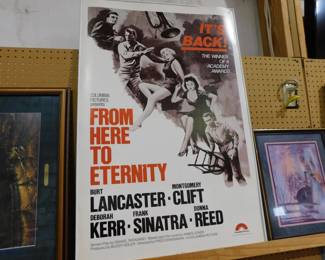 IT'S
BACK!
THE WINNER
OF 8
ACADEMY
AWARDS!
COLUMBIA
PICTURES
presents
FROM
HERE TO
ETERNITY
BURT
LANCASTER
MONTGOMERY
CLIFT
DEBORAH
KERR
FRANK
SINATRA
DONNA
REED